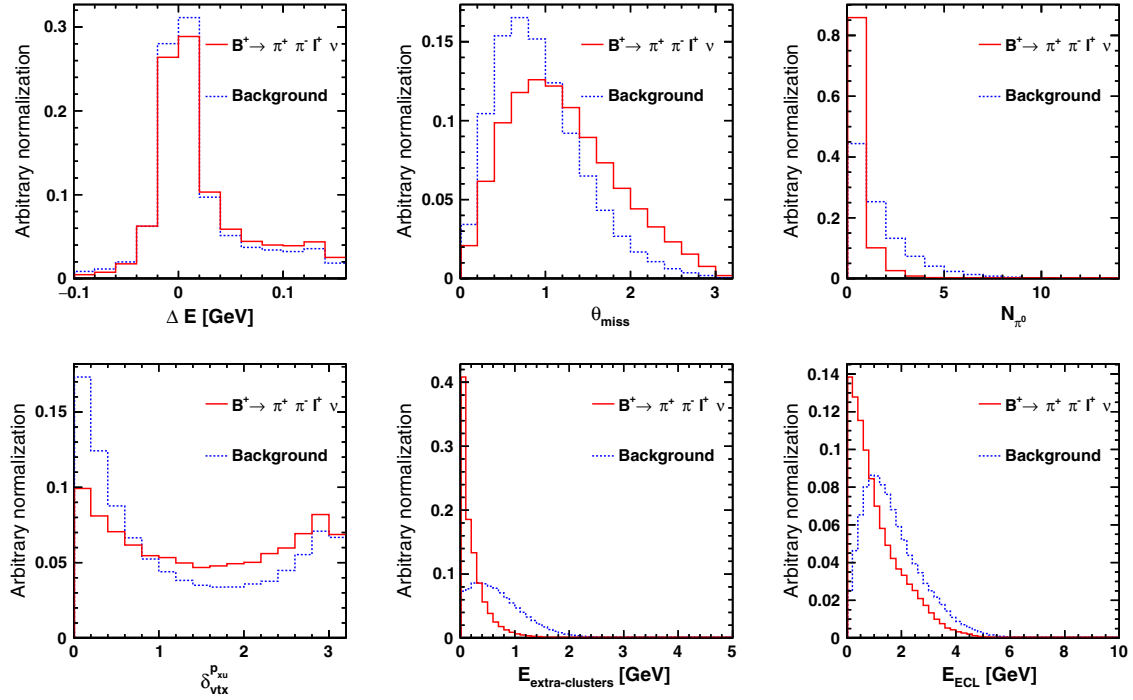 Arbitrary normalization
0.3
0.2
0.1
0
B⁺→ π⁺ π⁻ l⁺ ν
Background
−0.1 0 0.1
Δ E [GeV]
Arbitrary normalization
0.15
0.1
0.05
0
B⁺→ π⁺ π⁻ l⁺ ν
Background
0 1 2 3
θmiss
Arbitrary normalization
0.8
0.6
0.4
0.2
0
B⁺→ π⁺ π⁻ l⁺ ν
Background
0 5 10
Nπ⁰
Arbitrary normalization
0.15
0.1
0.05
0
B⁺→ π⁺ π⁻ l⁺ ν
Background
0 1 2 3
δvtx pxu
Arbitrary normalization
0.4
0.3
0.2
0.1
0
B⁺→ π⁺ π⁻ l⁺ ν
Background
0 1 2 3 4 5
Eextra-clusters [GeV]
Arbitrary normalization
0.14
0.12
0.1
0.08
0.06
0.04
0.02
0
B⁺→ π⁺ π⁻ l⁺ ν
Background
0 2 4 6 8 10
EECL [GeV]